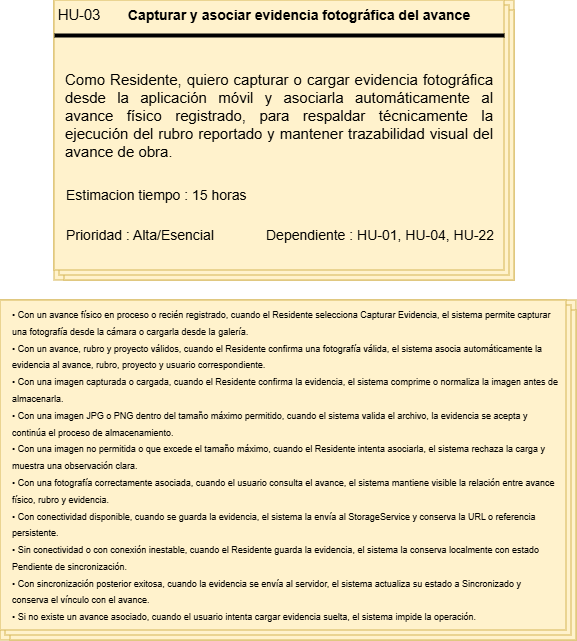 HU-03 Capturar y asociar evidencia fotográfica del avance
Como Residente, quiero capturar o cargar evidencia fotográfica
desde la aplicación móvil y asociarla automáticamente al
avance físico registrado, para respaldar técnicamente la
ejecución del rubro reportado y mantener trazabilidad visual del
avance de obra.
Estimacion tiempo : 15 horas
Prioridad : Alta/Esencial Dependiente : HU-01, HU-04, HU-22
• Con un avance físico en proceso o recién registrado, cuando el Residente selecciona Capturar Evidencia, el sistema permite capturar
una fotografía desde la cámara o cargarla desde la galería.
• Con un avance, rubro y proyecto válidos, cuando el Residente confirma una fotografía válida, el sistema asocia automáticamente la
evidencia al avance, rubro, proyecto y usuario correspondiente.
• Con una imagen capturada o cargada, cuando el Residente confirma la evidencia, el sistema comprime o normaliza la imagen antes de
almacenarla.
• Con una imagen JPG o PNG dentro del tamaño máximo permitido, cuando el sistema valida el archivo, la evidencia se acepta y
continúa el proceso de almacenamiento.
• Con una imagen no permitida o que excede el tamaño máximo, cuando el Residente intenta asociarla, el sistema rechaza la carga y
muestra una observación clara.
• Con una fotografía correctamente asociada, cuando el usuario consulta el avance, el sistema mantiene visible la relación entre avance
físico, rubro y evidencia.
• Con conectividad disponible, cuando se guarda la evidencia, el sistema la envía al StorageService y conserva la URL o referencia
persistente.
• Sin conectividad o con conexión inestable, cuando el Residente guarda la evidencia, el sistema la conserva localmente con estado
Pendiente de sincronización.
• Con sincronización posterior exitosa, cuando la evidencia se envía al servidor, el sistema actualiza su estado a Sincronizado y
conserva el vínculo con el avance.
• Si no existe un avance asociado, cuando el usuario intenta cargar evidencia suelta, el sistema impide la operación.